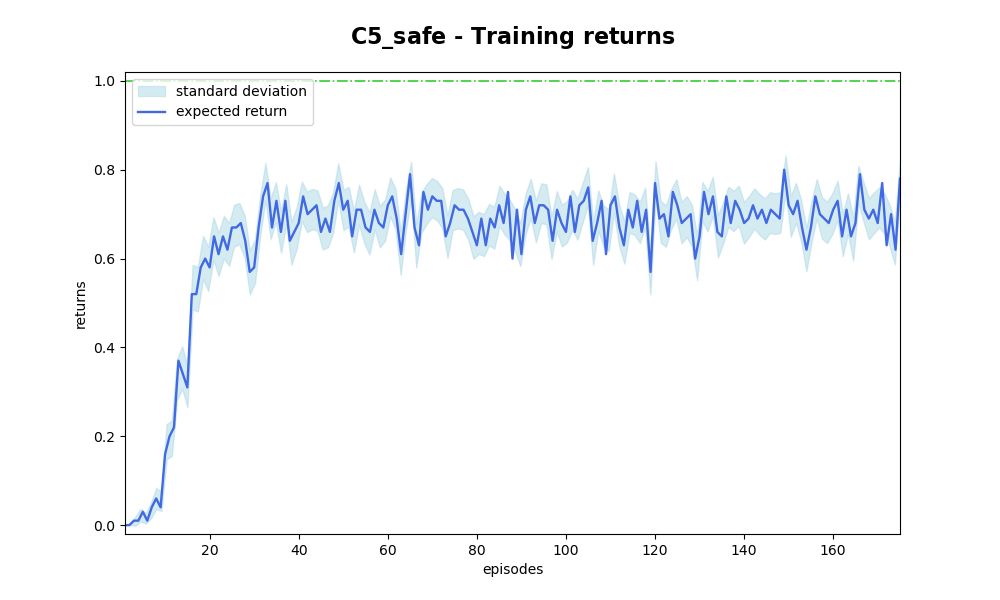 C5_safe - Training returns
1.0
0.8
0.6
0.4
0.2
0.0
returns
standard deviation
expected return
20 40 60 80 100 120 140 160
episodes